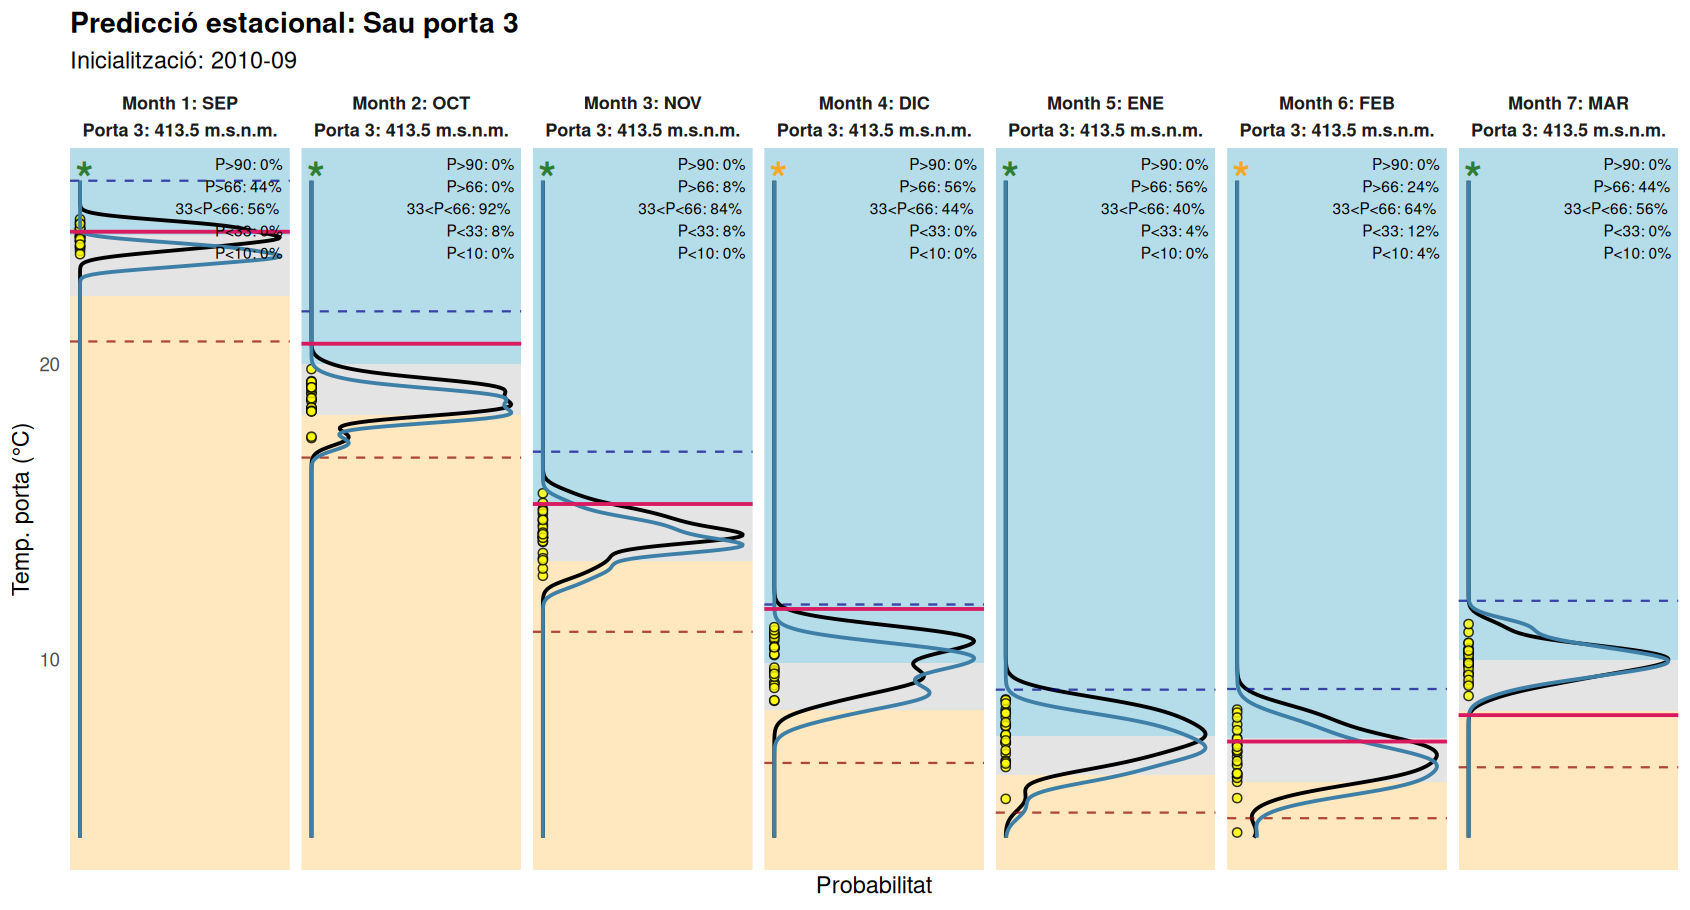 Predicció estacional: Sau porta 3
Inicialització: 2010-09
Month 1: SEP
Porta 3: 413.5 m.s.n.m.
Month 2: OCT
Porta 3: 413.5 m.s.n.m.
Month 3: NOV
Porta 3: 413.5 m.s.n.m.
Month 4: DIC
Porta 3: 413.5 m.s.n.m.
Month 5: ENE
Porta 3: 413.5 m.s.n.m.
Month 6: FEB
Porta 3: 413.5 m.s.n.m.
Month 7: MAR
Porta 3: 413.5 m.s.n.m.
*
P>90: 0%
P>66: 44%
33<P<66: 56%
P<33: 0%
P<10: 0%
*
P>90: 0%
P>66: 0%
33<P<66: 92%
P<33: 8%
P<10: 0%
*
P>90: 0%
P>66: 8%
33<P<66: 84%
P<33: 8%
P<10: 0%
*
P>90: 0%
P>66: 56%
33<P<66: 44%
P<33: 0%
P<10: 0%
*
P>90: 0%
P>66: 56%
33<P<66: 40%
P<33: 4%
P<10: 0%
*
P>90: 0%
P>66: 24%
33<P<66: 64%
P<33: 12%
P<10: 4%
*
P>90: 0%
P>66: 44%
33<P<66: 56%
P<33: 0%
P<10: 0%
20
10
Temp. porta (°C)
Probabilitat